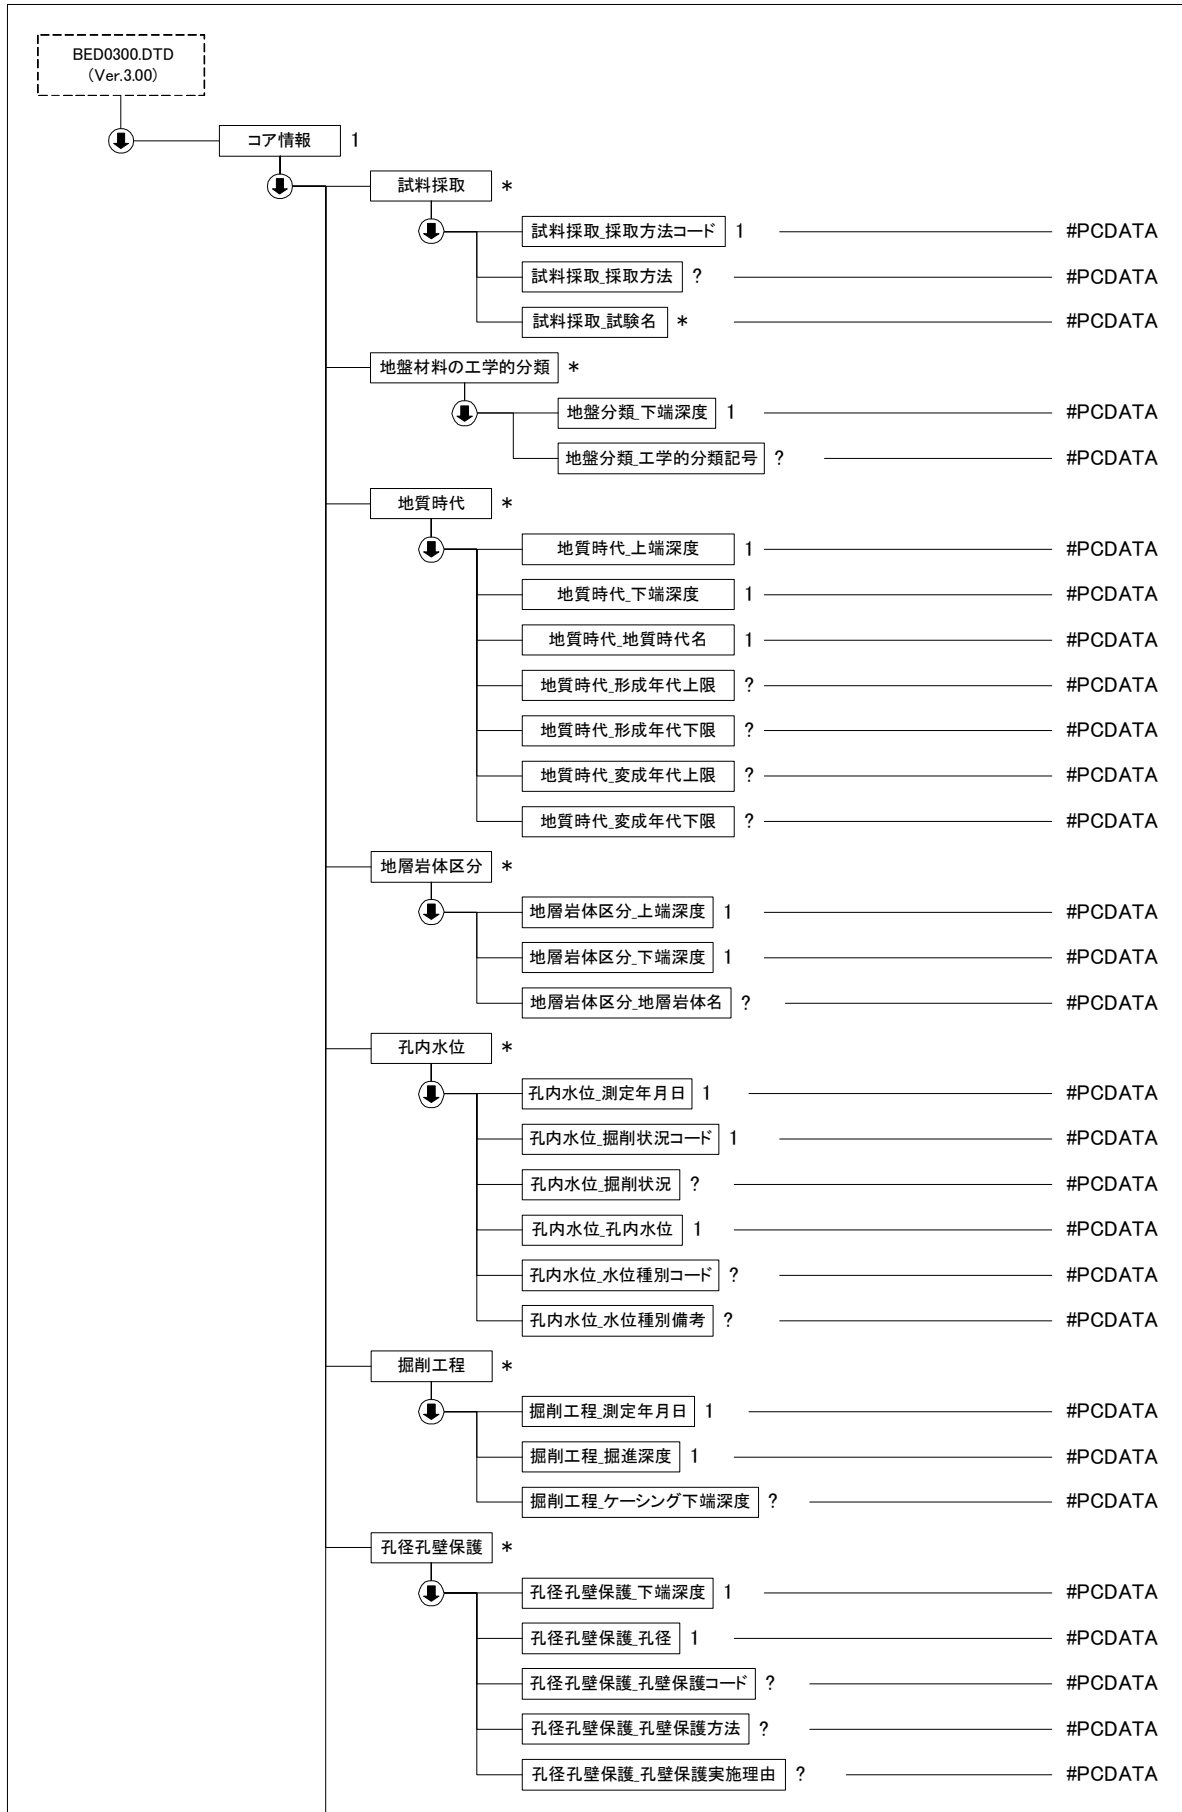 BED0300.DTD
(Ver.3.00)
コア情報 1
試料採取 *
試料採取_採取方法コード 1 #PCDATA
試料採取_採取方法 ? #PCDATA
試料採取_試験名 * #PCDATA
地盤材料の工学的分類 *
地盤分類_下端深度 1 #PCDATA
地盤分類_工学的分類記号 ? #PCDATA
地質時代 *
地質時代_上端深度 1 #PCDATA
地質時代_下端深度 1 #PCDATA
地質時代_地質時代名 1 #PCDATA
地質時代_形成年代上限 ? #PCDATA
地質時代_形成年代下限 ? #PCDATA
地質時代_変成年代上限 ? #PCDATA
地質時代_変成年代下限 ? #PCDATA
地層岩体区分 *
地層岩体区分_上端深度 1 #PCDATA
地層岩体区分_下端深度 1 #PCDATA
地層岩体区分_地層岩体名 ? #PCDATA
孔内水位 *
孔内水位_測定年月日 1 #PCDATA
孔内水位_掘削状況コード 1 #PCDATA
孔内水位_掘削状況 ? #PCDATA
孔内水位_孔内水位 1 #PCDATA
孔内水位_水位種別コード ? #PCDATA
孔内水位_水位種別備考 ? #PCDATA
掘削工程 *
掘削工程_測定年月日 1 #PCDATA
掘削工程_掘進深度 1 #PCDATA
掘削工程_ケーシング下端深度 ? #PCDATA
孔径孔壁保護 *
孔径孔壁保護_下端深度 1 #PCDATA
孔径孔壁保護_孔径 1 #PCDATA
孔径孔壁保護_孔壁保護コード ? #PCDATA
孔径孔壁保護_孔壁保護方法 ? #PCDATA
孔径孔壁保護_孔壁保護実施理由 ? #PCDATA